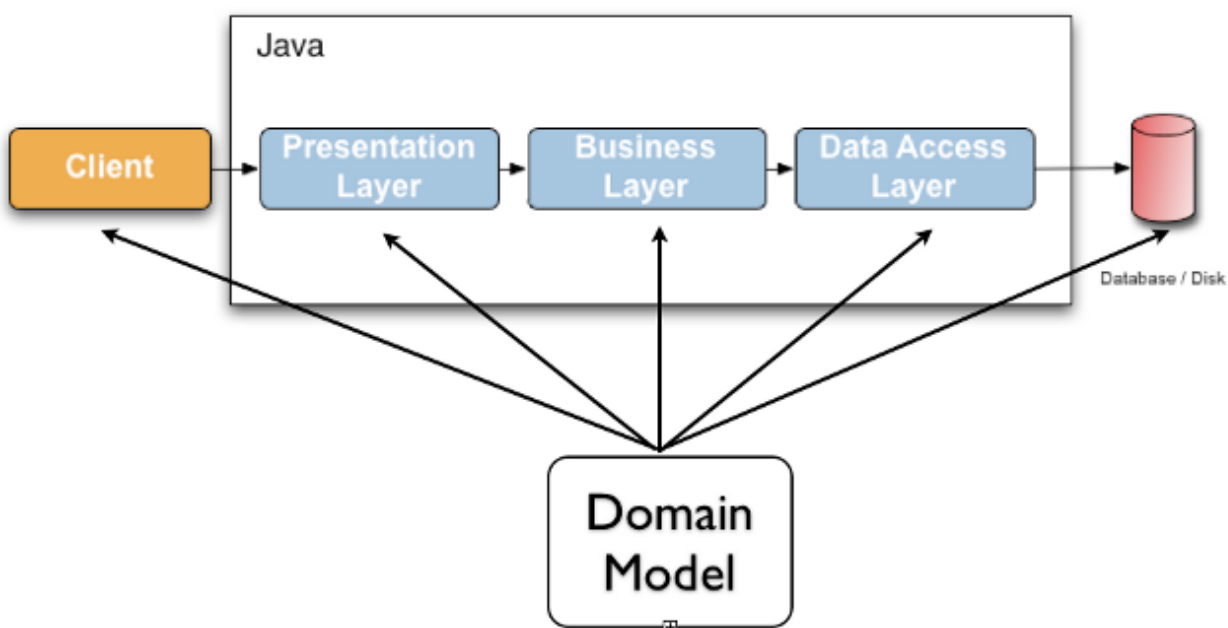 Java
Client
Presentation
Layer
Business
Layer
Data Access
Layer
Database / Disk
Domain
Model